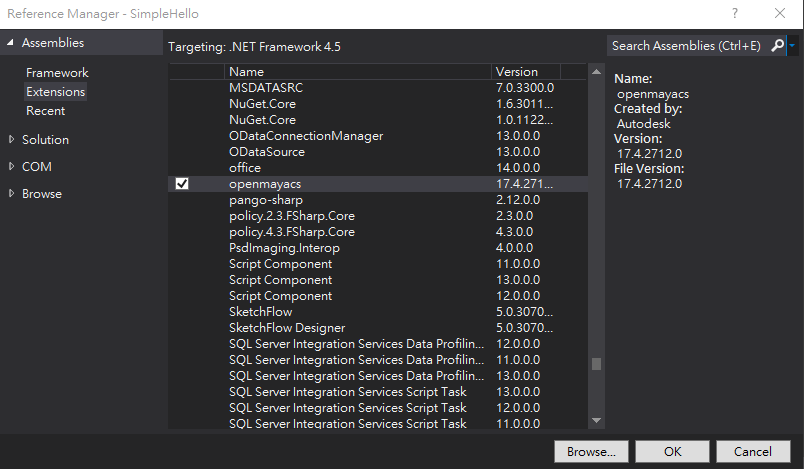 Reference Manager - SimpleHello
Assemblies
Framework
Extensions
Recent
Solution
COM
Browse
Targeting: .NET Framework 4.5
Name Version
MSDATASRC 7.0.3300.0
NuGet.Core 1.6.3011...
NuGet.Core 1.0.1122...
ODataConnectionManager 13.0.0.0
ODataSource 13.0.0.0
office 14.0.0.0
openmayacs 17.4.271...
pango-sharp 2.12.0.0
policy.2.3.FSharp.Core 2.3.0.0
policy.4.3.FSharp.Core 4.3.0.0
PsdImaging.Interop 4.0.0.0
Script Component 11.0.0.0
Script Component 13.0.0.0
Script Component 12.0.0.0
SketchFlow 5.0.3070...
SketchFlow Designer 5.0.3070...
SQL Server Integration Services Data Profilin... 12.0.0.0
SQL Server Integration Services Data Profilin... 11.0.0.0
SQL Server Integration Services Data Profilin... 13.0.0.0
SQL Server Integration Services Script Task 13.0.0.0
SQL Server Integration Services Script Task 12.0.0.0
SQL Server Integration Services Script Task 11.0.0.0
Search Assemblies (Ctrl+E)
Name:
openmayacs
Created by:
Autodesk
Version:
17.4.2712.0
File Version:
17.4.2712.0
Browse... OK Cancel